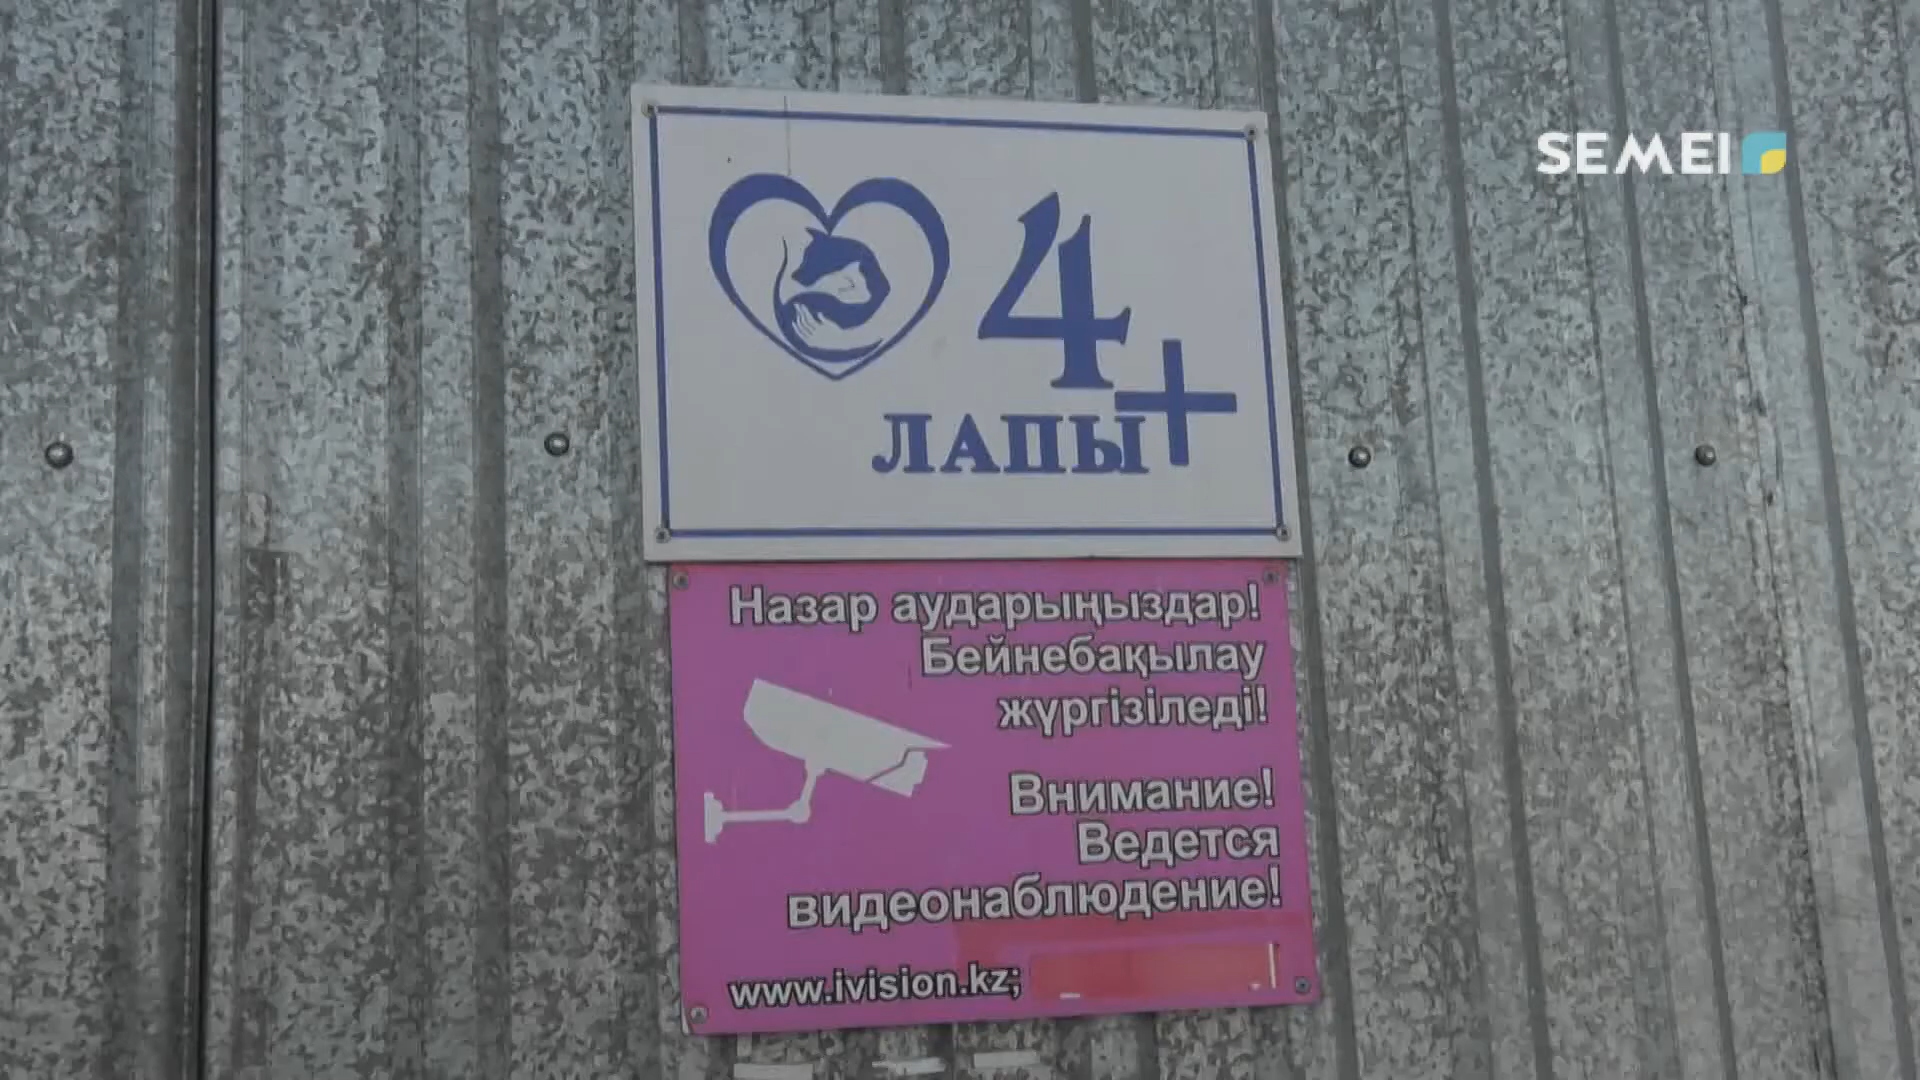 SEMEI
4
ЛАПЫ+
Назар аударыңыздар!
Бейнебақылау
жүргізіледі!
Внимание!
Ведется
видеонаблюдение!
www.ivision.kz;